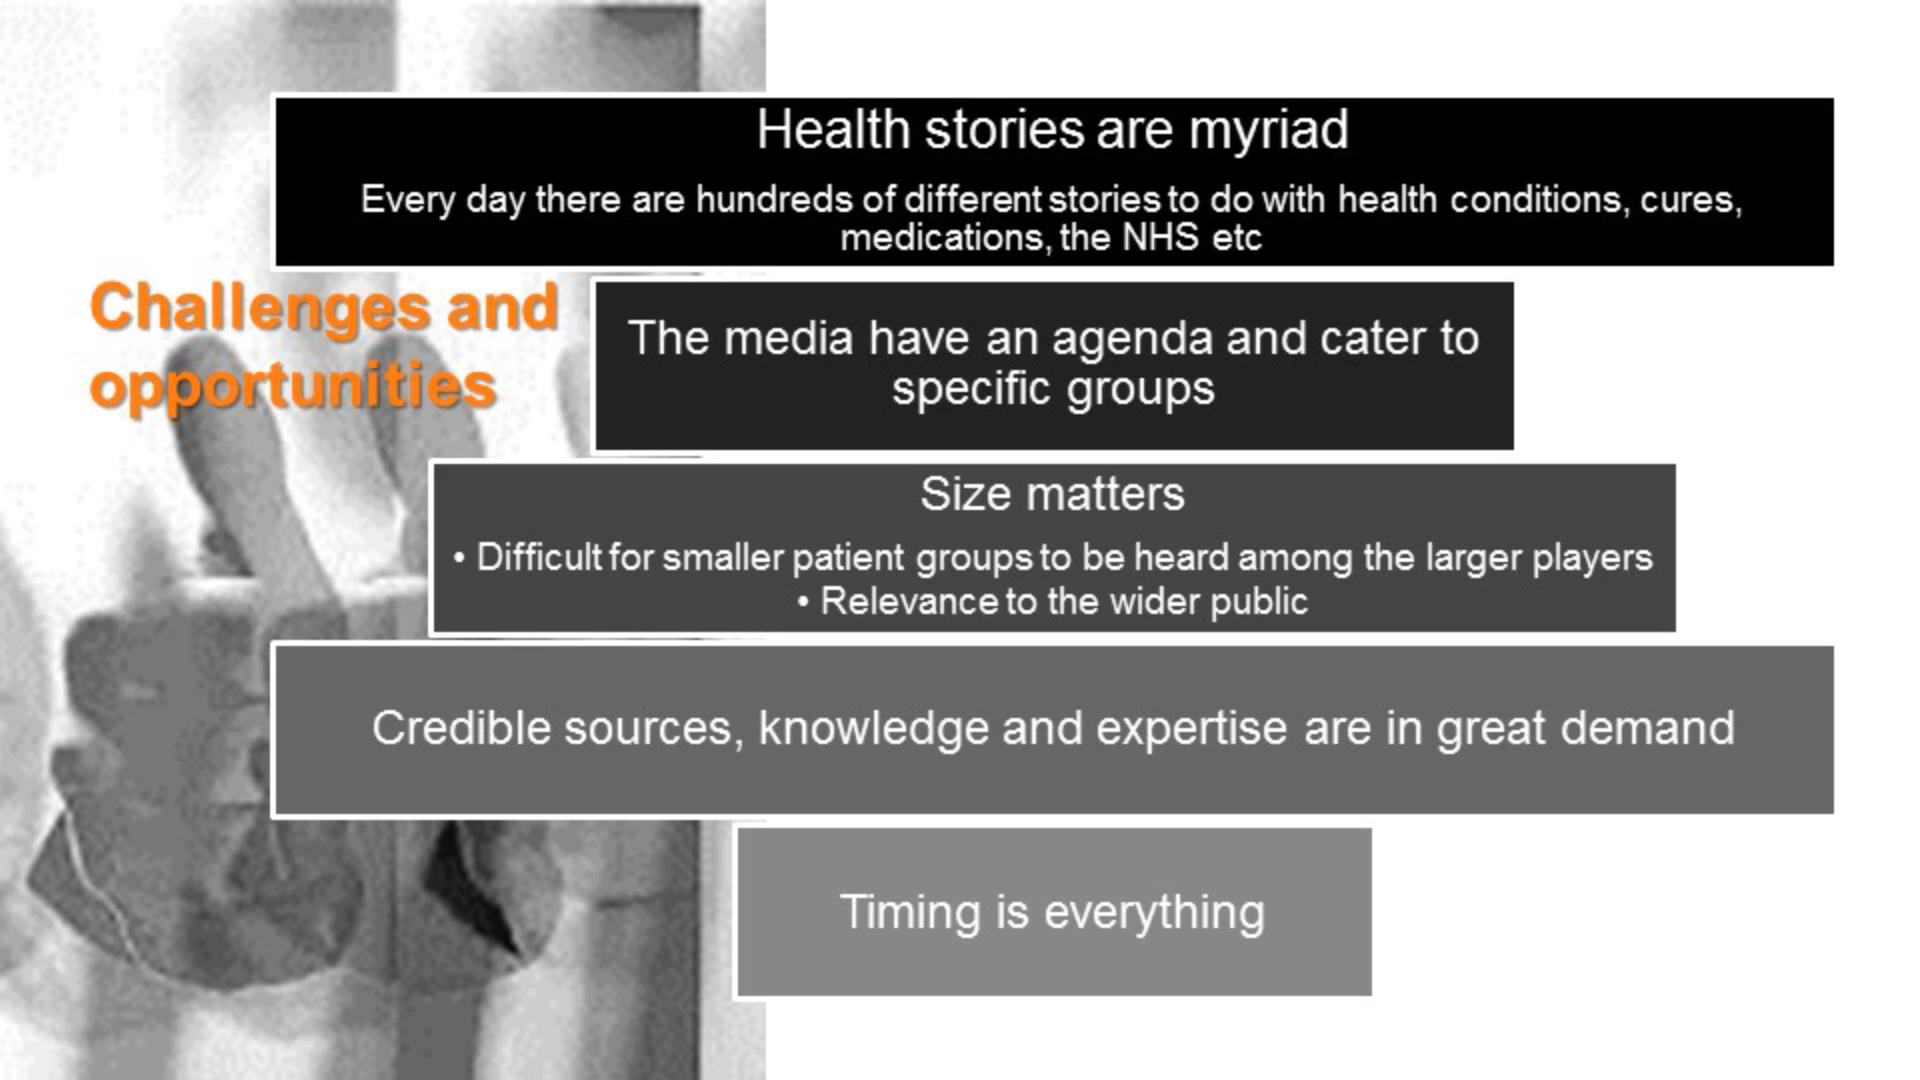 Health stories are myriad
Every day there are hundreds of different stories to do with health conditions, cures,
medications, the NHS etc
Challenges and
opportunities
The media have an agenda and cater to
specific groups
Size matters
• Difficult for smaller patient groups to be heard among the larger players
• Relevance to the wider public
Credible sources, knowledge and expertise are in great demand
Timing is everything